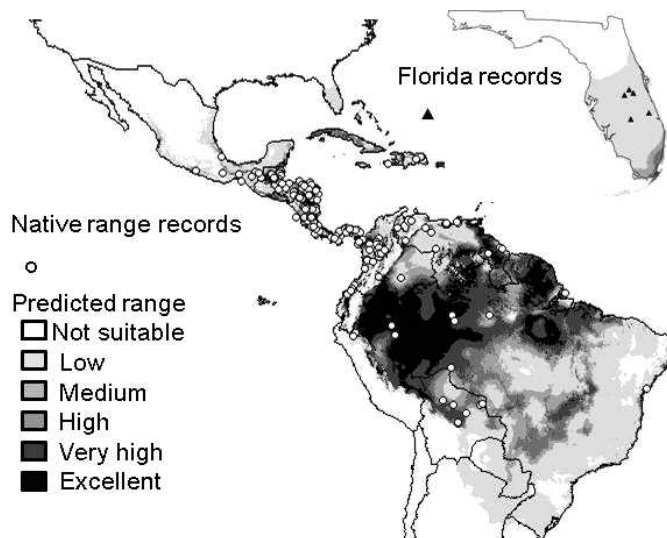 Florida records
Native range records
Predicted range
Not suitable
Low
Medium
High
Very high
Excellent